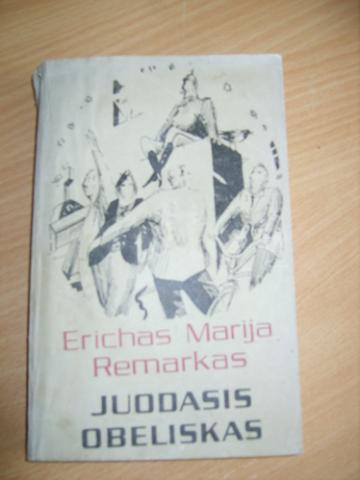 Erichas Marija
Remarkas
JUODASIS
OBELISKAS